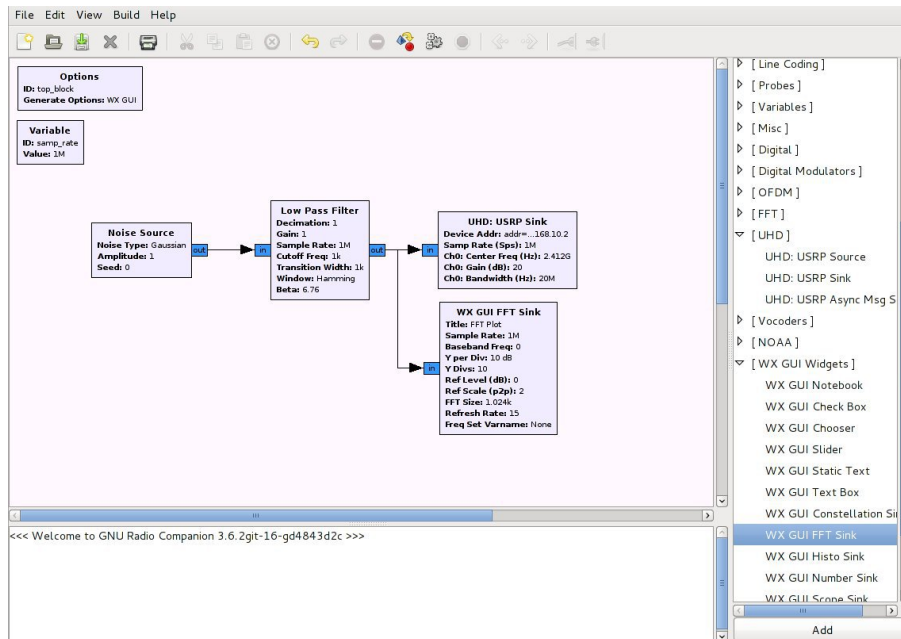 File Edit View Build Help
Options
ID: top_block
Generate Options: WX GUI
Variable
ID: samp_rate
Value: 1M
Noise Source
Noise Type: Gaussian
Amplitude: 1
Seed: 0
out
Low Pass Filter
Decimation: 1
Gain: 1
Sample Rate: 1M
Cutoff Freq: 1k
Transition Width: 1k
Window: Hamming
Beta: 6.76
in
out
UHD: USRP Sink
Device Addr: addr=...168.10.2
Samp Rate (Sps): 1M
Ch0: Center Freq (Hz): 2.412G
Ch0: Gain (dB): 20
Ch0: Bandwidth (Hz): 20M
in
WX GUI FFT Sink
Title: FFT Plot
Sample Rate: 1M
Baseband Freq: 0
Y per Div: 10 dB
Y Divs: 10
Ref Level (dB): 0
Ref Scale (p2p): 2
FFT Size: 1.024k
Refresh Rate: 15
Freq Set Varname: None
in
<<< Welcome to GNU Radio Companion 3.6.2git-16-gd4843d2c >>>
[ Line Coding ]
[ Probes ]
[ Variables ]
[ Misc ]
[ Digital ]
[ Digital Modulators ]
[ OFDM ]
[ FFT ]
[ UHD ]
UHD: USRP Source
UHD: USRP Sink
UHD: USRP Async Msg S
[ Vocoders ]
[ NOAA ]
[ WX GUI Widgets ]
WX GUI Notebook
WX GUI Check Box
WX GUI Chooser
WX GUI Slider
WX GUI Static Text
WX GUI Text Box
WX GUI Constellation Si
WX GUI FFT Sink
WX GUI Histo Sink
WX GUI Number Sink
WX GUI Scope Sink
Add